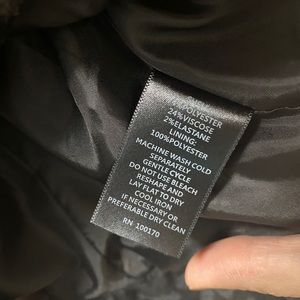 POLYESTER
24%VISCOSE
2%ELASTANE
LINING:
100%POLYESTER
MACHINE WASH COLD
SEPARATELY
GENTLE CYCLE
DO NOT USE BLEACH
RESHAPE AND
LAY FLAT TO DRY
COOL IRON
IF NECESSARY OR
PREFERABLE DRY CLEAN
RN 100170